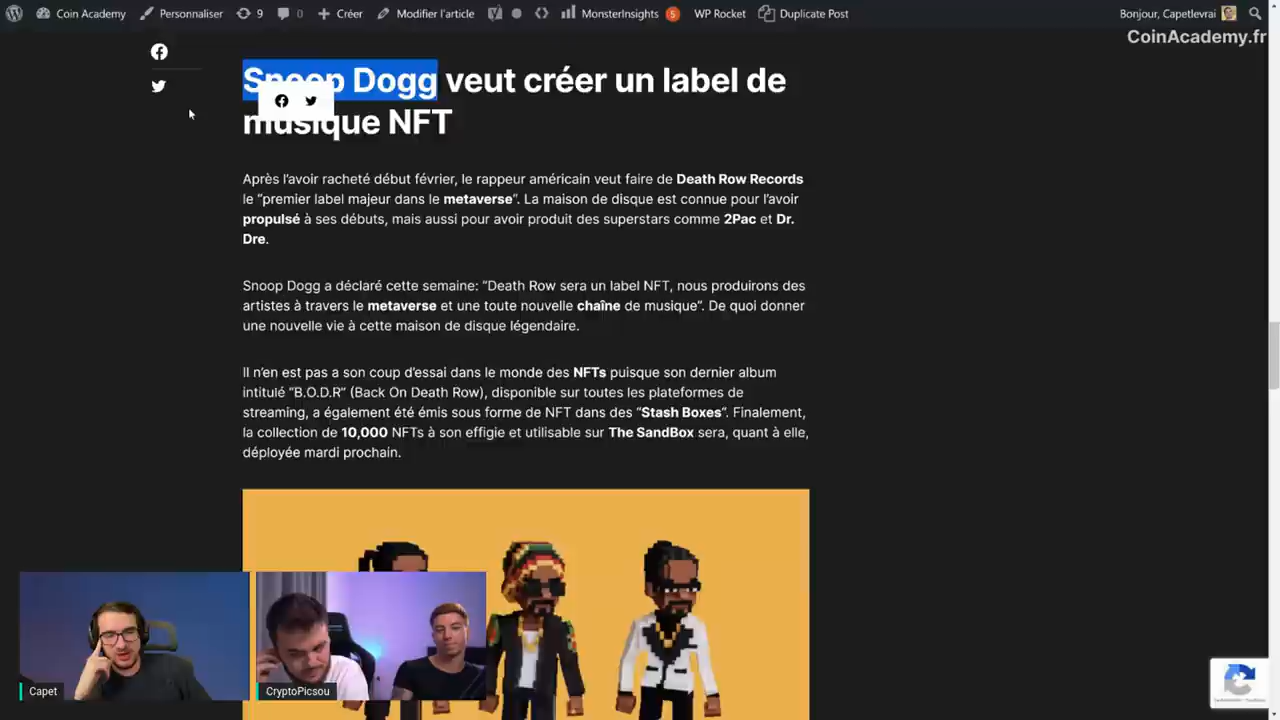 Coin Academy
Personnaliser
9
0
Créer
Modifier l'article
MonsterInsights
5
WP Rocket
Duplicate Post
Bonjour, Capetlevrai
CoinAcademy.fr
Snoop Dogg veut créer un label de
musique NFT
Après l'avoir racheté début février, le rappeur américain veut faire de Death Row Records
le "premier label majeur dans le metaverse". La maison de disque est connue pour l'avoir
propulsé à ses débuts, mais aussi pour avoir produit des superstars comme 2Pac et Dr.
Dre.
Snoop Dogg a déclaré cette semaine: "Death Row sera un label NFT, nous produirons des
artistes à travers le metaverse et une toute nouvelle chaîne de musique". De quoi donner
une nouvelle vie à cette maison de disque légendaire.
Il n'en est pas a son coup d'essai dans le monde des NFTs puisque son dernier album
intitulé "B.O.D.R" (Back On Death Row), disponible sur toutes les plateformes de
streaming, a également été émis sous forme de NFT dans des "Stash Boxes". Finalement,
la collection de 10,000 NFTs à son effigie et utilisable sur The SandBox sera, quant à elle,
déployée mardi prochain.
Capet
CryptoPicsou